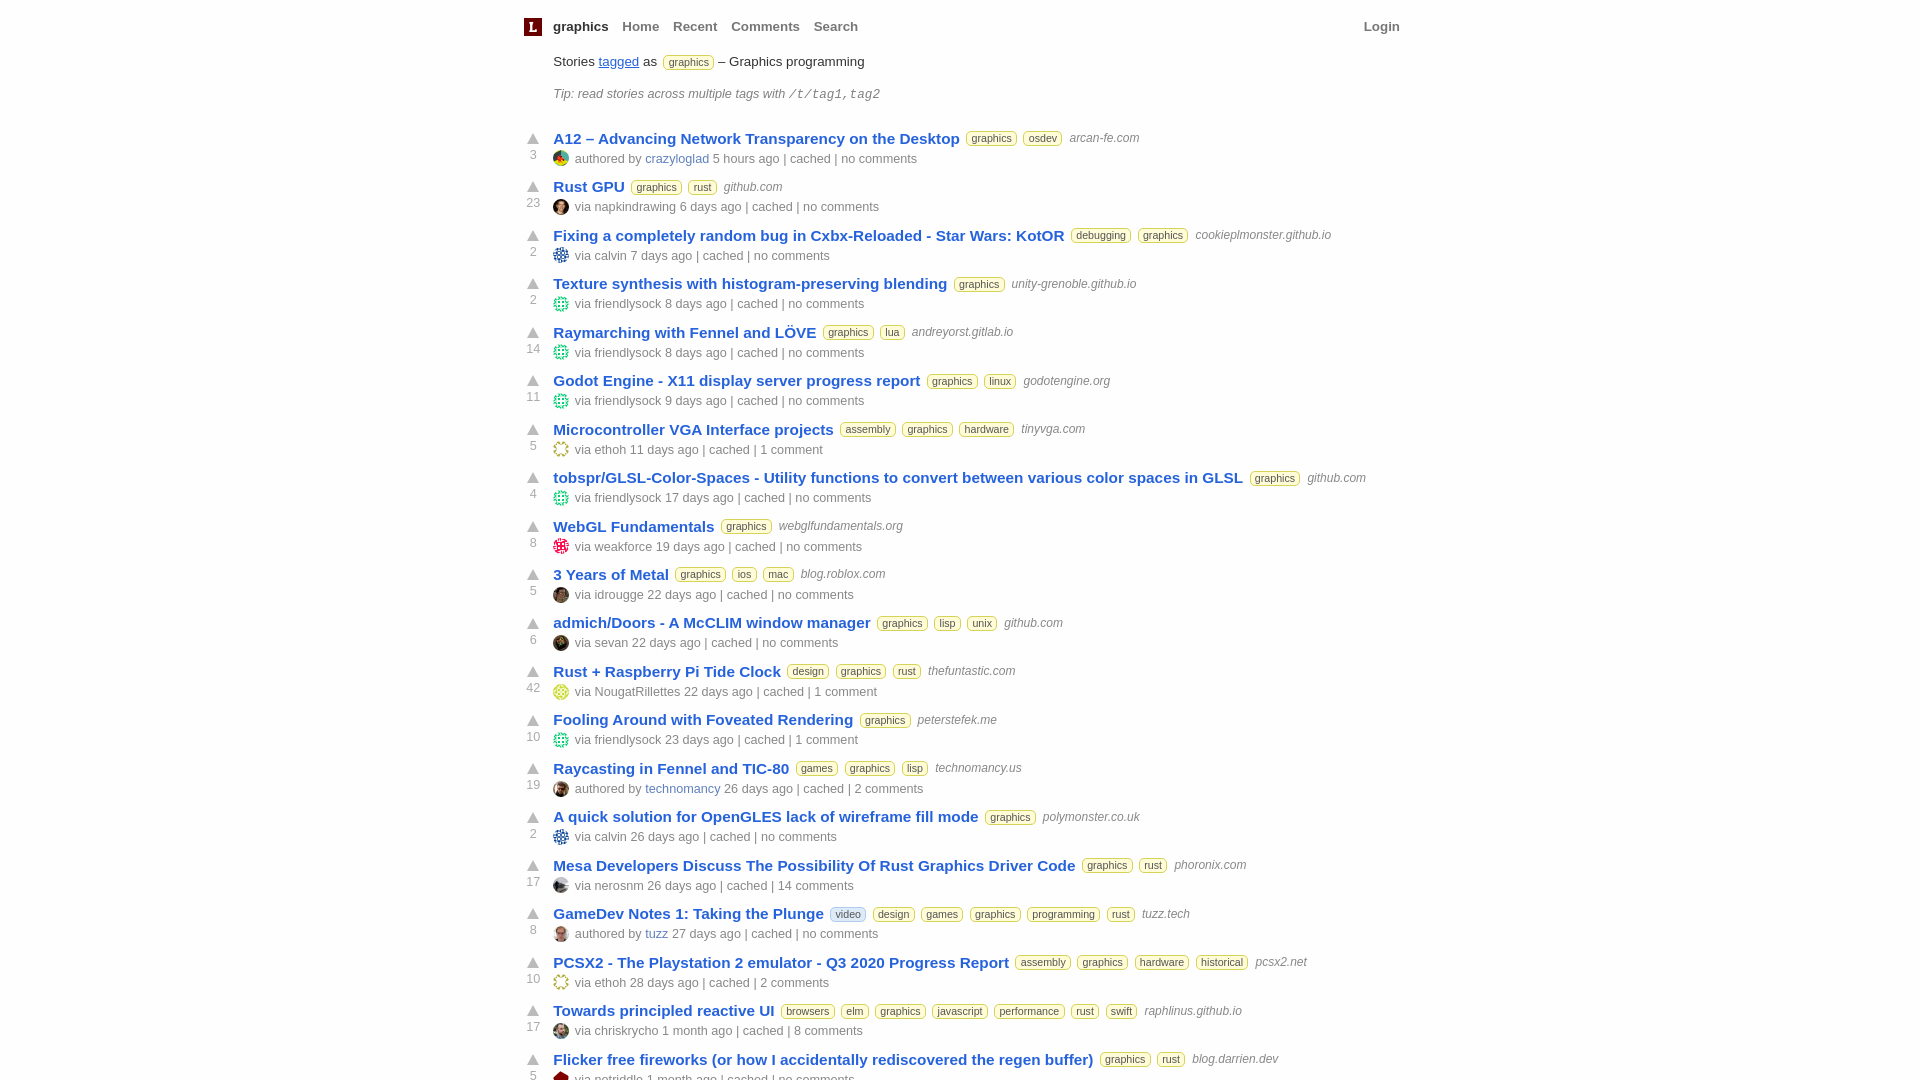 L graphics Home Recent Comments Search Login
Stories tagged as graphics – Graphics programming
Tip: read stories across multiple tags with /t/tag1,tag2
A12 – Advancing Network Transparency on the Desktop graphics osdev arcan-fe.com
3 authored by crazyloglad 5 hours ago | cached | no comments
Rust GPU graphics rust github.com
23 via napkindrawing 6 days ago | cached | no comments
Fixing a completely random bug in Cxbx-Reloaded - Star Wars: KotOR debugging graphics cookieplmonster.github.io
2 via calvin 7 days ago | cached | no comments
Texture synthesis with histogram-preserving blending graphics unity-grenoble.github.io
2 via friendlysock 8 days ago | cached | no comments
Raymarching with Fennel and LÖVE graphics lua andreyorst.gitlab.io
14 via friendlysock 8 days ago | cached | no comments
Godot Engine - X11 display server progress report graphics linux godotengine.org
11 via friendlysock 9 days ago | cached | no comments
Microcontroller VGA Interface projects assembly graphics hardware tinyvga.com
5 via ethoh 11 days ago | cached | 1 comment
tobspr/GLSL-Color-Spaces - Utility functions to convert between various color spaces in GLSL graphics github.com
4 via friendlysock 17 days ago | cached | no comments
WebGL Fundamentals graphics webglfundamentals.org
8 via weakforce 19 days ago | cached | no comments
3 Years of Metal graphics ios mac blog.roblox.com
5 via idrougge 22 days ago | cached | no comments
admich/Doors - A McCLIM window manager graphics lisp unix github.com
6 via sevan 22 days ago | cached | no comments
Rust + Raspberry Pi Tide Clock design graphics rust thefuntastic.com
42 via NougatRillettes 22 days ago | cached | 1 comment
Fooling Around with Foveated Rendering graphics peterstefek.me
10 via friendlysock 23 days ago | cached | 1 comment
Raycasting in Fennel and TIC-80 games graphics lisp technomancy.us
19 authored by technomancy 26 days ago | cached | 2 comments
A quick solution for OpenGLES lack of wireframe fill mode graphics polymonster.co.uk
2 via calvin 26 days ago | cached | no comments
Mesa Developers Discuss The Possibility Of Rust Graphics Driver Code graphics rust phoronix.com
17 via nerosnm 26 days ago | cached | 14 comments
GameDev Notes 1: Taking the Plunge video design games graphics programming rust tuzz.tech
8 authored by tuzz 27 days ago | cached | no comments
PCSX2 - The Playstation 2 emulator - Q3 2020 Progress Report assembly graphics hardware historical pcsx2.net
10 via ethoh 28 days ago | cached | 2 comments
Towards principled reactive UI browsers elm graphics javascript performance rust swift raphlinus.github.io
17 via chriskrycho 1 month ago | cached | 8 comments
Flicker free fireworks (or how I accidentally rediscovered the regen buffer) graphics rust blog.darrien.dev
5 via notriddle 1 month ago | cached | no comments